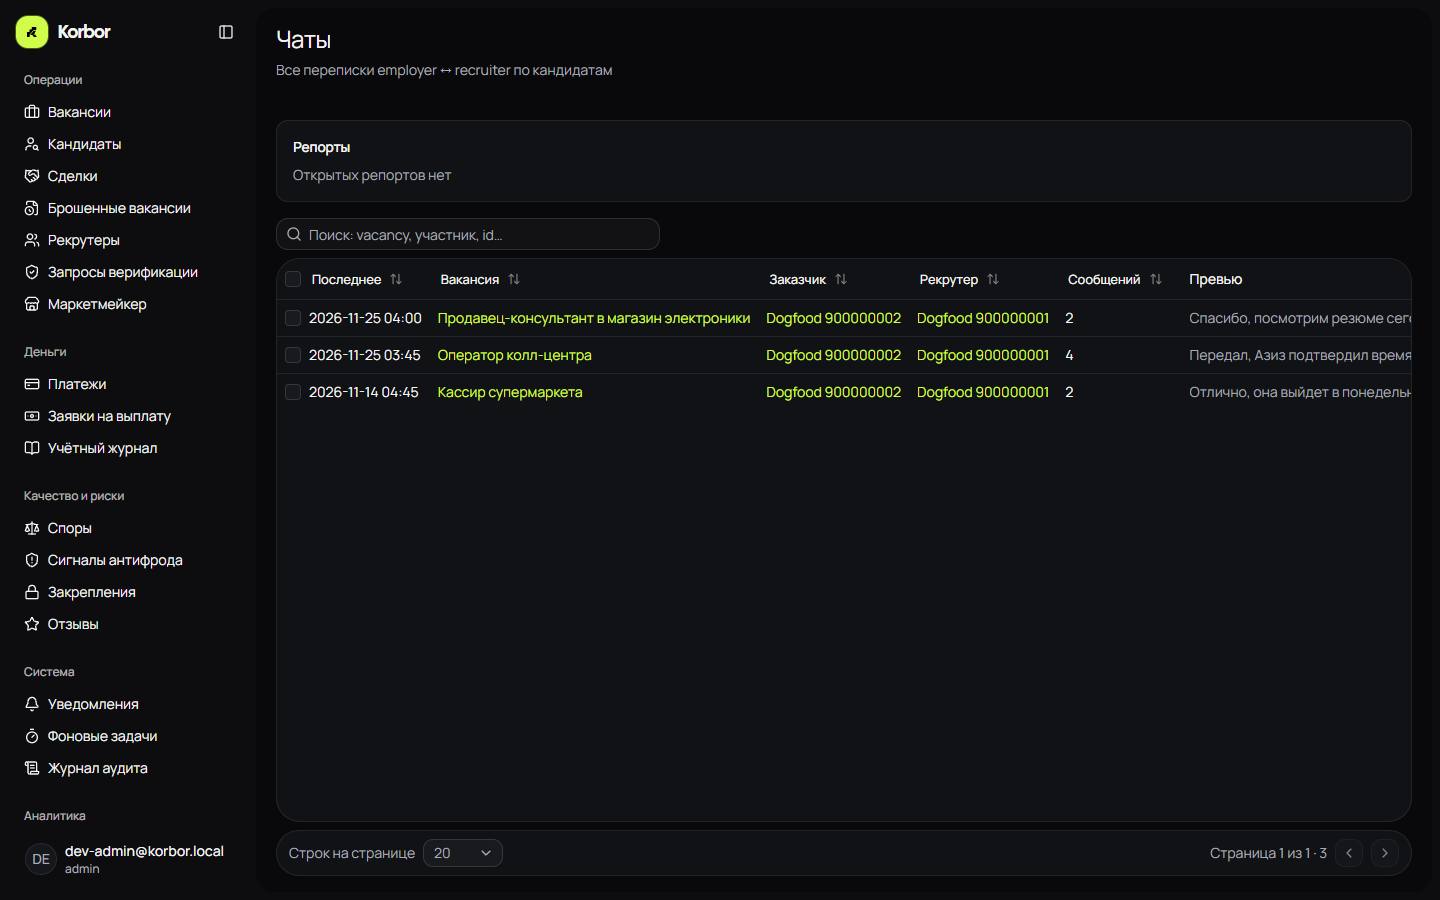 Korbor
Операции
Вакансии
Кандидаты
Сделки
Брошенные вакансии
Рекрутеры
Запросы верификации
Маркетмейкер
Деньги
Платежи
Заявки на выплату
Учётный журнал
Качество и риски
Споры
Сигналы антифрода
Закрепления
Отзывы
Система
Уведомления
Фоновые задачи
Журнал аудита
Аналитика
DE
dev-admin@korbor.local
admin
Чаты
Все переписки employer ↔ recruiter по кандидатам
Репорты
Открытых репортов нет
Поиск: vacancy, участник, id...
Последнее Вакансия Заказчик Рекрутер Сообщений Превью
2026-11-25 04:00 Продавец-консультант в магазин электроники Dogfood 900000002 Dogfood 900000001 2 Спасибо, посмотрим резюме сег
2026-11-25 03:45 Оператор колл-центра Dogfood 900000002 Dogfood 900000001 4 Передал, Азиз подтвердил время
2026-11-14 04:45 Кассир супермаркета Dogfood 900000002 Dogfood 900000001 2 Отлично, она выйдет в понедель
Строк на странице 20
Страница 1 из 1 · 3